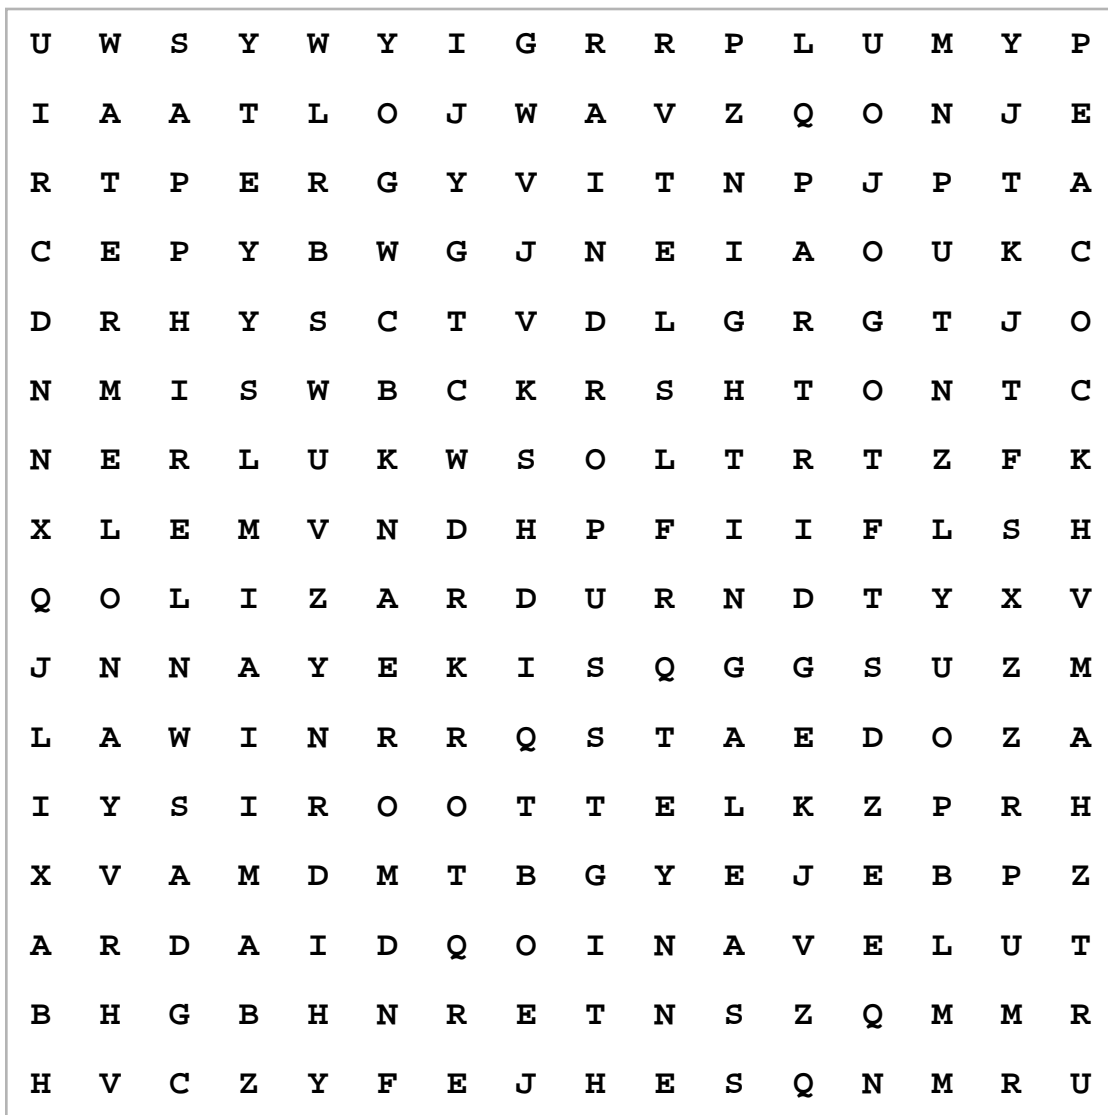 U W S Y W Y I G R R P L U M Y P
I A A T L O J W A V Z Q O N J E
R T P E R G Y V I T N P J P T A
C E P Y B W G J N E I A O U K C
D R H Y S C T V D L G R G T J O
N M I S W B C K R S H T O N T C
N E R L U K W S O L T R T Z F K
X L E M V N D H P F I I F L S H
Q O L I Z A R D U R N D T Y X V
J N N A Y E K I S Q G G S U Z M
L A W I N R R Q S T A E D O Z A
I Y S I R O O T T E L K Z P R H
X V A M D M T B G Y E J E B P Z
A R D A I D Q O I N A V E L U T
B H G B H N R E T N S Z Q M M R
H V C Z Y F E J H E S Q N M R U